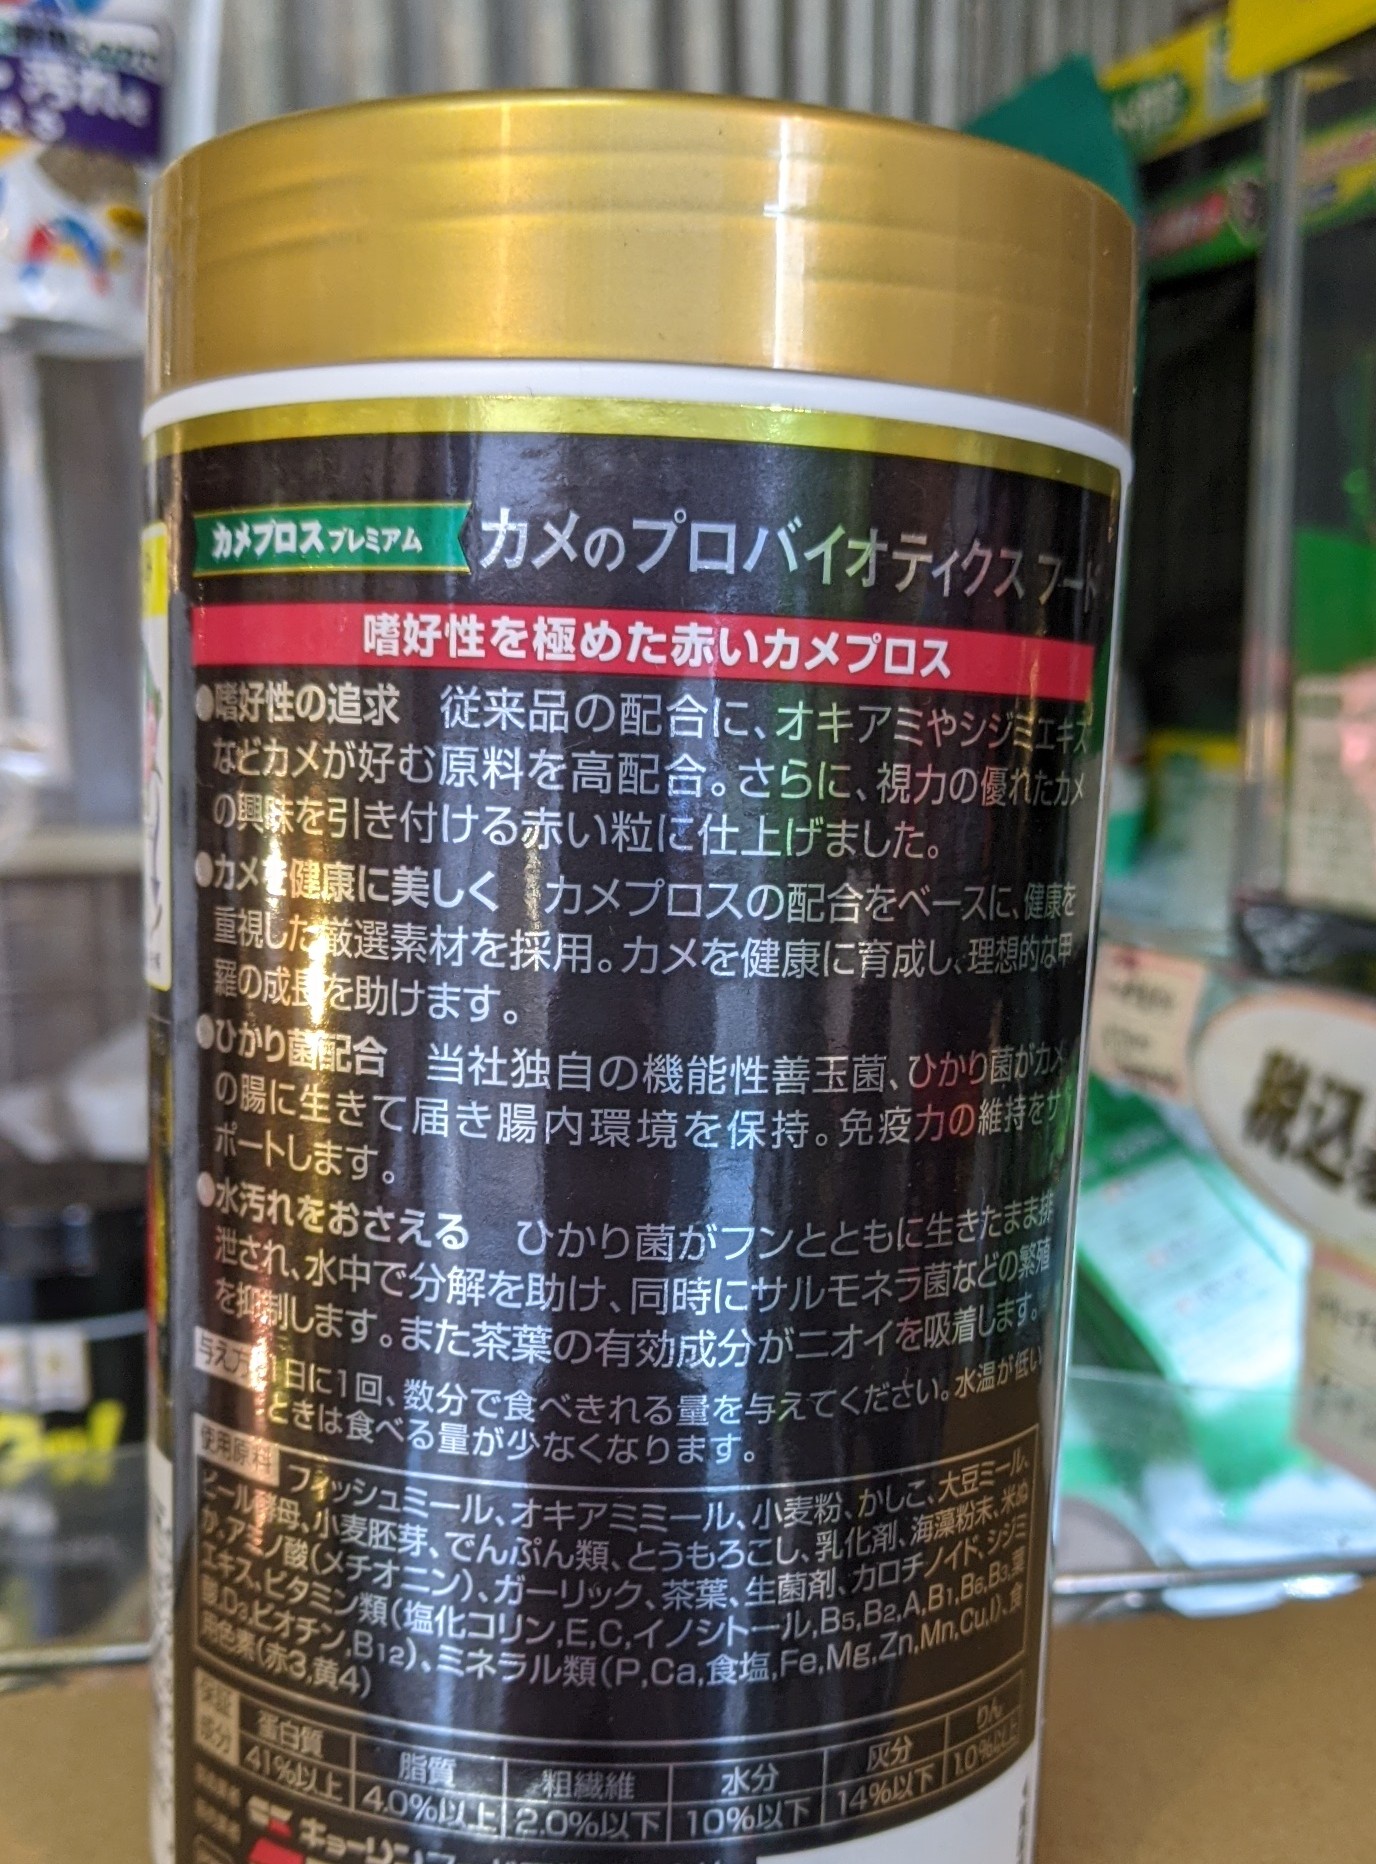 汚れを
カメプロスプレミアム カメのプロバイオティクス フード
嗜好性を極めた赤いカメプロス
●嗜好性の追求 従来品の配合に、オキアミやシジミエキス
などカメが好む原料を高配合。さらに、視力の優れたカメ
の興味を引き付ける赤い粒に仕上げました。
●カメを健康に美しく カメプロスの配合をベースに、健康を
重視した厳選素材を採用。カメを健康に育成し、理想的な甲
羅の成長を助けます。
●ひかり菌配合 当社独自の機能性善玉菌、ひかり菌がカメ
の腸に生きて届き腸内環境を保持。免疫力の維持をサ
ポートします。
●水汚れをおさえる ひかり菌がフンとともに生きたまま排
泄され、水中で分解を助け、同時にサルモネラ菌などの繁殖
を抑制します。また茶葉の有効成分がニオイを吸着します。
与え方 1日に1回、数分で食べきれる量を与えてください。水温が低い
ときは食べる量が少なくなります。
使用原料 フィッシュミール、オキアミミール、小麦粉、かしこ、大豆ミール、
ビール酵母、小麦胚芽、でんぷん類、とうもろこし、乳化剤、海藻粉末、米ぬ
か、アミノ酸(メチオニン)、ガーリック、茶葉、生菌剤、カロチノイド、シジミ
エキス、ビタミン類(塩化コリン,E,C,イノシトール,B5,B2,A,B1,B6,B3,葉
酸,D3,ビオチン,B12)、ミネラル類(P,Ca,食塩,Fe,Mg,Zn,Mn,Cu,I)、食
用色素(赤3,黄4)
保証成分 蛋白質 脂質 粗繊維 水分 灰分 りん
41%以上 4.0%以上 2.0%以下 10%以下 14%以下 1.0%以上
キョーリンフード
税込